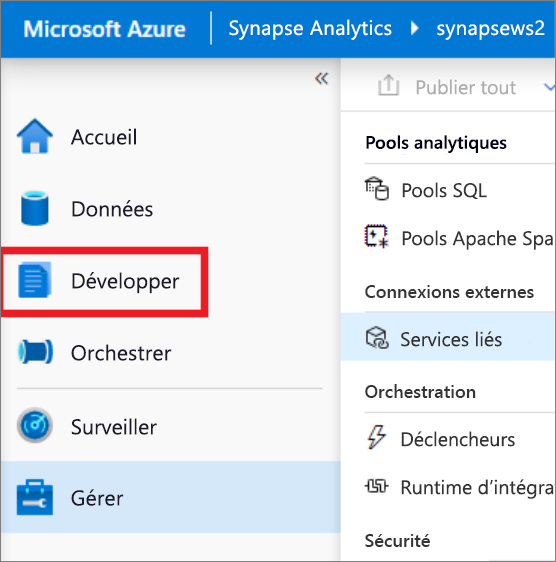 Microsoft Azure
Synapse Analytics
synapsews2
«
Accueil
Données
Développer
Orchestrer
Surveiller
Gérer
Publier tout
Pools analytiques
Pools SQL
Pools Apache Spa
Connexions externes
Services liés
Orchestration
Déclencheurs
Runtime d’intégra
Sécurité